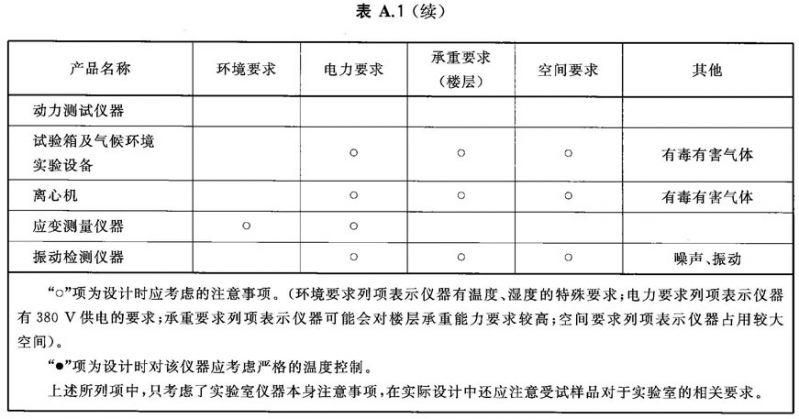 表 A.1（续）
产品名称 环境要求 电力要求 承重要求（楼层） 空间要求 其他
动力测试仪器
试验箱及气候环境
实验设备 ○ ○ ○ 有毒有害气体
离心机 ○ ○ ○ 有毒有害气体
应变测量仪器 ○ ○
振动检测仪器 ○ ○ ○ 噪声、振动
“○”项为设计时应考虑的注意事项。（环境要求列项表示仪器有温度、湿度的特殊要求；电力要求列项表示仪器
有 380 V 供电的要求；承重要求列项表示仪器可能会对楼层承重能力要求较高；空间要求列项表示仪器占用较大
空间）。
“●”项为设计时对该仪器应考虑严格的温度控制。
上述所列项中，只考虑了实验室仪器本身注意事项，在实际设计中还应注意受试样品对于实验室的相关要求。